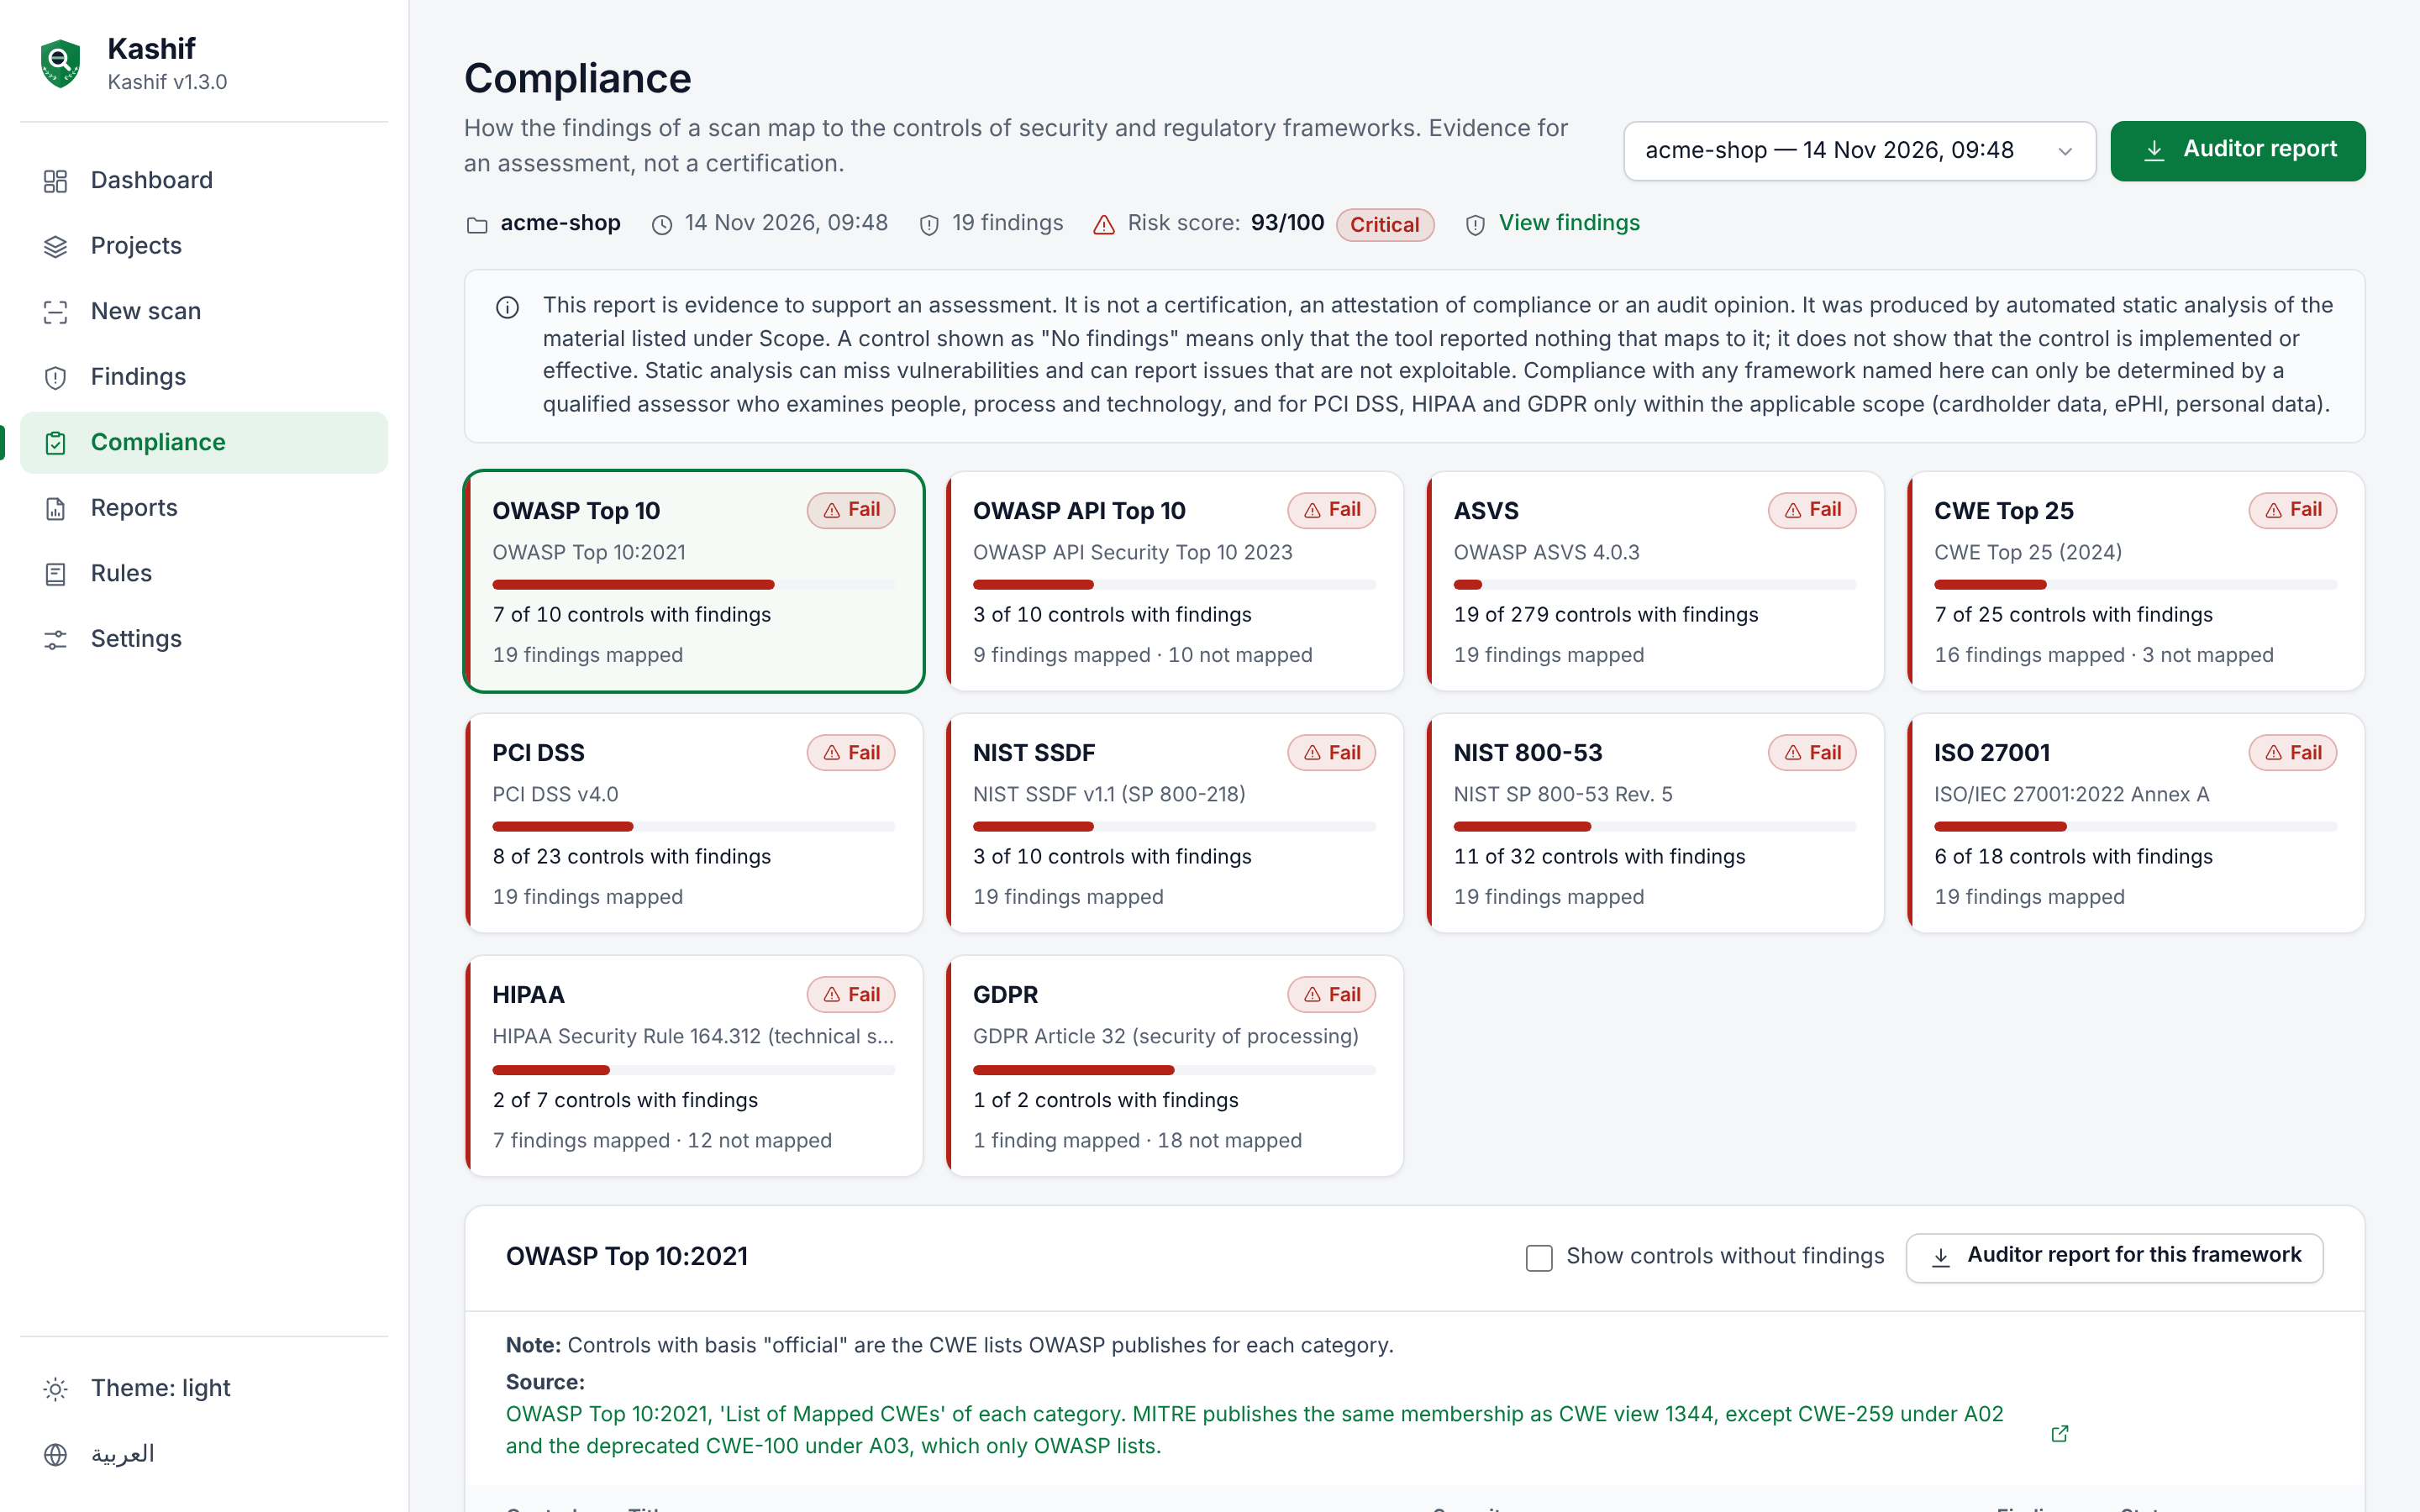 Kashif
Kashif v1.3.0
Dashboard
Projects
New scan
Findings
Compliance
Reports
Rules
Settings
Theme: light
العربية
Compliance
How the findings of a scan map to the controls of security and regulatory frameworks. Evidence for
an assessment, not a certification.
acme-shop — 14 Nov 2026, 09:48
Auditor report
acme-shop 14 Nov 2026, 09:48 19 findings Risk score: 93/100 Critical View findings
This report is evidence to support an assessment. It is not a certification, an attestation of compliance or an audit opinion. It was produced by automated static analysis of the
material listed under Scope. A control shown as "No findings" means only that the tool reported nothing that maps to it; it does not show that the control is implemented or
effective. Static analysis can miss vulnerabilities and can report issues that are not exploitable. Compliance with any framework named here can only be determined by a
qualified assessor who examines people, process and technology, and for PCI DSS, HIPAA and GDPR only within the applicable scope (cardholder data, ePHI, personal data).
OWASP Top 10 Fail
OWASP Top 10:2021
7 of 10 controls with findings
19 findings mapped
OWASP API Top 10 Fail
OWASP API Security Top 10 2023
3 of 10 controls with findings
9 findings mapped · 10 not mapped
ASVS Fail
OWASP ASVS 4.0.3
19 of 279 controls with findings
19 findings mapped
CWE Top 25 Fail
CWE Top 25 (2024)
7 of 25 controls with findings
16 findings mapped · 3 not mapped
PCI DSS Fail
PCI DSS v4.0
8 of 23 controls with findings
19 findings mapped
NIST SSDF Fail
NIST SSDF v1.1 (SP 800-218)
3 of 10 controls with findings
19 findings mapped
NIST 800-53 Fail
NIST SP 800-53 Rev. 5
11 of 32 controls with findings
19 findings mapped
ISO 27001 Fail
ISO/IEC 27001:2022 Annex A
6 of 18 controls with findings
19 findings mapped
HIPAA Fail
HIPAA Security Rule 164.312 (technical s...
2 of 7 controls with findings
7 findings mapped · 12 not mapped
GDPR Fail
GDPR Article 32 (security of processing)
1 of 2 controls with findings
1 finding mapped · 18 not mapped
OWASP Top 10:2021
Show controls without findings
Auditor report for this framework
Note: Controls with basis "official" are the CWE lists OWASP publishes for each category.
Source:
OWASP Top 10:2021, 'List of Mapped CWEs' of each category. MITRE publishes the same membership as CWE view 1344, except CWE-259 under A02
and the deprecated CWE-100 under A03, which only OWASP lists.